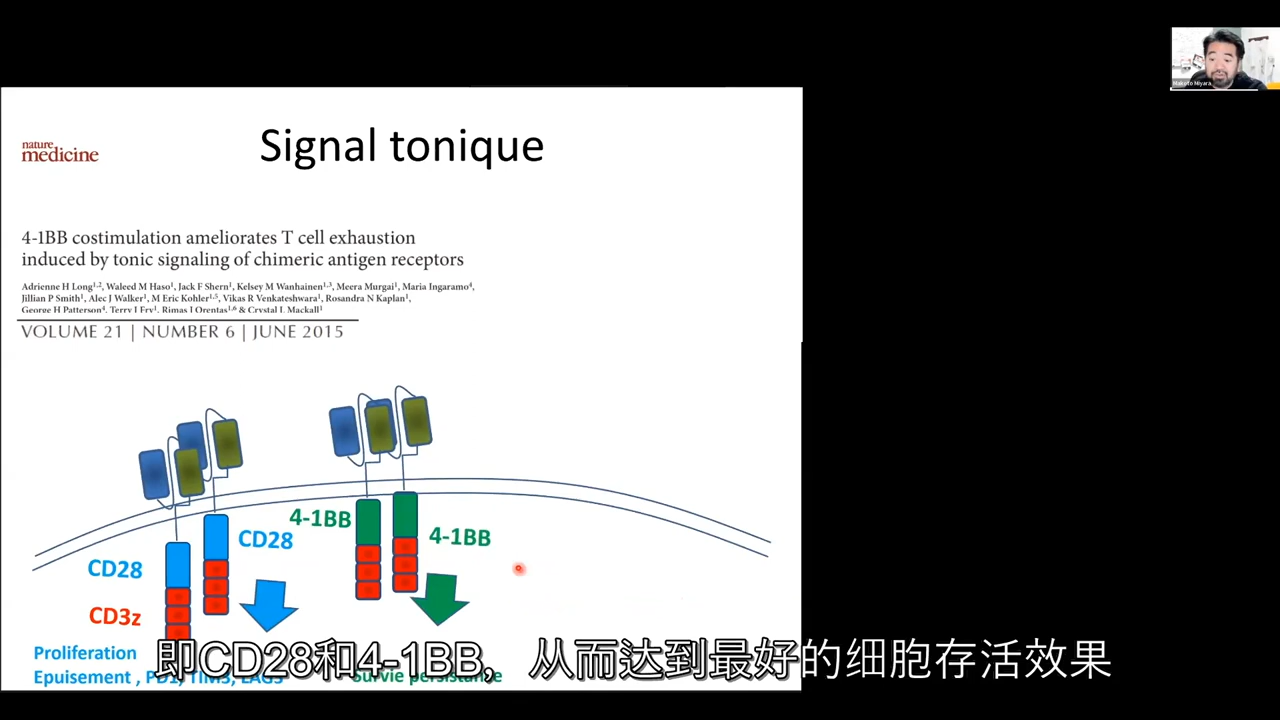 Signal tonique
nature
medicine
4-1BB costimulation ameliorates T cell exhaustion
induced by tonic signaling of chimeric antigen receptors
Adrienne H Long1,2, Waleed M Haso1, Jack F Shern1, Kelsey M Wanhainen1,3, Meera Murgai1, Maria Ingaramo4,
Jillian P Smith1, Alec J Walker1, M Eric Kohler1,5, Vikas R Venkateshwara1, Rosandra N Kaplan1,
George H Patterson4, Terry J Fry1, Rimas J Orentas1,6 & Crystal L Mackall1
VOLUME 21 | NUMBER 6 | JUNE 2015
4-1BB
CD28
4-1BB
CD28
CD3z
Proliferation
Epuisement , PD1, TIM3, LAG3
Survie persistance
即CD28和4-1BB，从而达到最好的细胞存活效果
Makoto Miyara